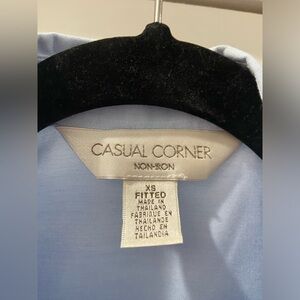 CASUAL CORNER
NON-IRON
XS
FITTED
MADE IN
THAILAND
FABRIQUE EN
THAILANDE
HECHO EN
TAILANDIA